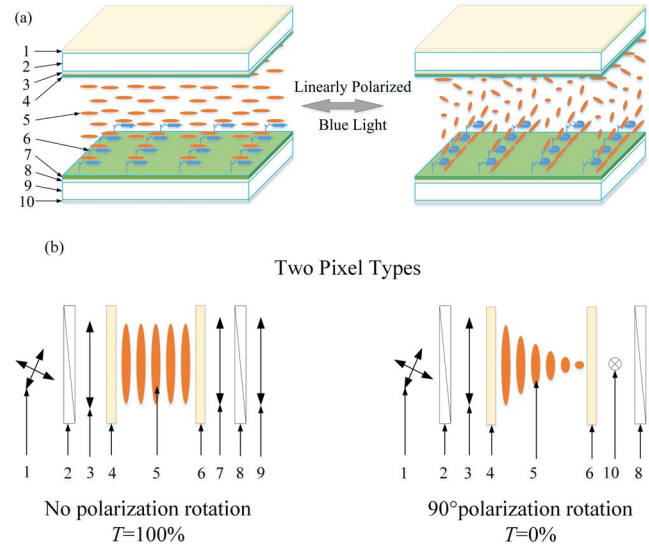 (a)
1
2
3
4
5
6
7
8
9
10
Linearly Polarized
Blue Light
(b)
Two Pixel Types
1 2 3 4 5 6 7 8 9
No polarization rotation
T=100%
1 2 3 4 5 6 10 8
90°polarization rotation
T=0%